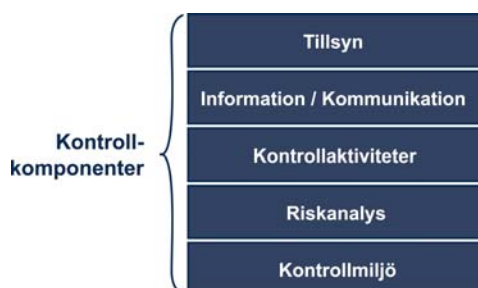 Kontroll-
komponenter
Tillsyn
Information / Kommunikation
Kontrollaktiviteter
Riskanalys
Kontrollmiljö